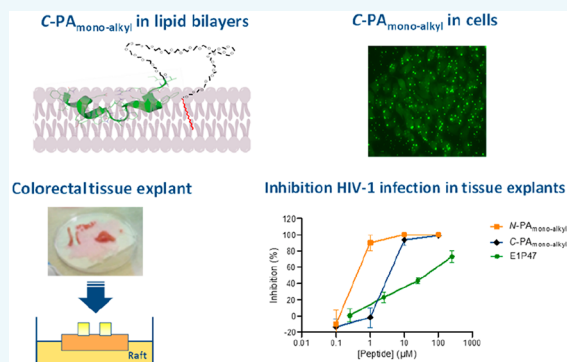 C-PAmono-alkyl in lipid bilayers
C-PAmono-alkyl in cells
Colorectal tissue explant
Raft
Inhibition HIV-1 infection in tissue explants
Inhibition (%)
120
100
80
60
40
20
0
-20
0.01
0.1
1
10
100
1000
[Peptide] (µM)
N-PAmono-alkyl
C-PAmono-alkyl
E1P47